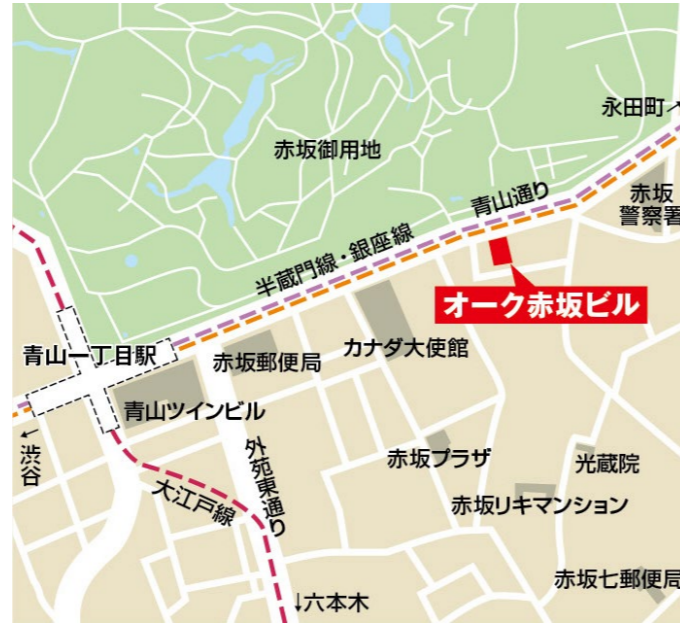 永田町↗
赤坂御用地
赤坂
警察署
青山通り
半蔵門線・銀座線
オーク赤坂ビル
青山一丁目駅
赤坂郵便局
カナダ大使館
青山ツインビル
←渋谷
外苑東通り
大江戸線
赤坂プラザ
光蔵院
赤坂リキマンション
赤坂七郵便局
↓六本木